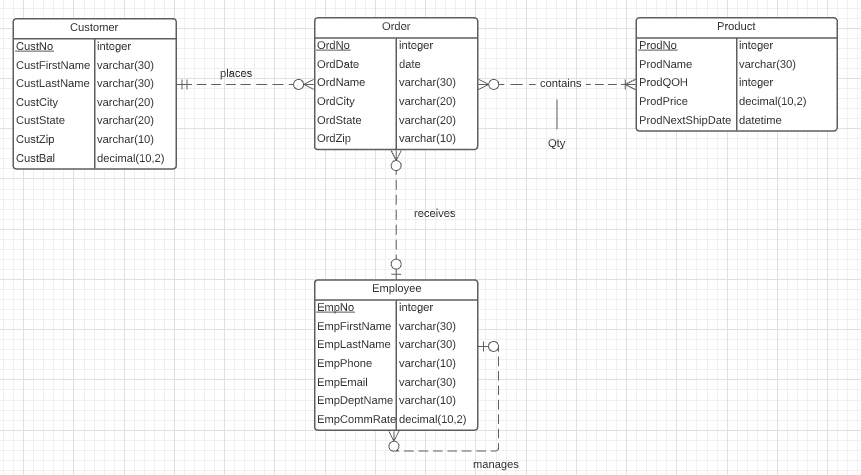 Customer
CustNo integer
CustFirstName varchar(30)
CustLastName varchar(30)
CustCity varchar(20)
CustState varchar(20)
CustZip varchar(10)
CustBal decimal(10,2)
places
Order
OrdNo integer
OrdDate date
OrdName varchar(30)
OrdCity varchar(20)
OrdState varchar(20)
OrdZip varchar(10)
contains
Qty
Product
ProdNo integer
ProdName varchar(30)
ProdQOH integer
ProdPrice decimal(10,2)
ProdNextShipDate datetime
receives
Employee
EmpNo integer
EmpFirstName varchar(30)
EmpLastName varchar(30)
EmpPhone varchar(10)
EmpEmail varchar(30)
EmpDeptName varchar(10)
EmpCommRate decimal(10,2)
manages